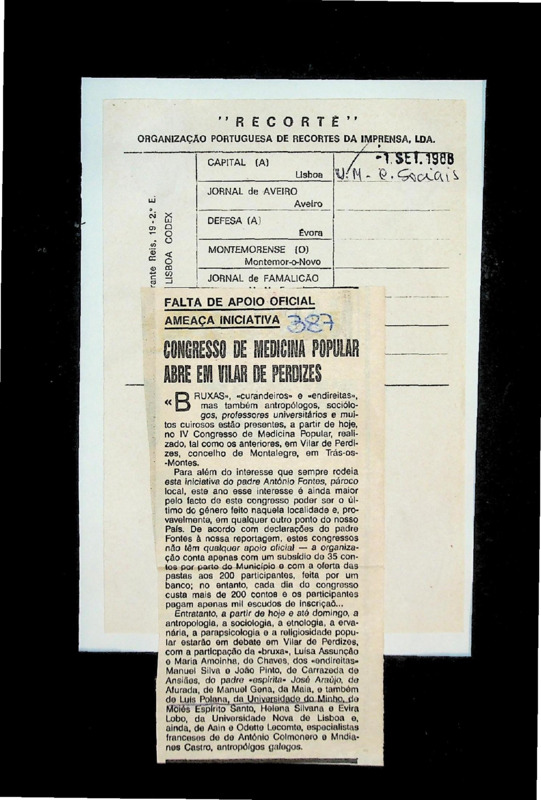 "RECORTE"
ORGANIZAÇÃO PORTUGUESA DE RECORTES DA IMPRENSA, LDA.
-1 SET. 1988
CAPITAL (A)
Lisboa
U.M - R. Sociais
JORNAL de AVEIRO
Aveiro
DEFESA (A)
Évora
MONTEMORENSE (O)
Montemor-o-Novo
JORNAL de FAMALICÃO
rante Reis, 19-2.º E.
LISBOA CODEX
FALTA DE APOIO OFICIAL
AMEAÇA INICIATIVA
387
CONGRESSO DE MEDICINA POPULAR
ABRE EM VILAR DE PERDIZES
«BRUXAS», «curandeiros» e «endireitas»,
mas também antropólogos, sociólo-
gos, professores universitários e mui-
tos cuirosos estão presentes, a partir de hoje,
no IV Congresso de Medicina Popular, reali-
zado, tal como os anteriores, em Vilar de Perdi-
zes, concelho de Montalegre, em Trás-os-
-Montes.
Para além do interesse que sempre rodeia
esta iniciativa do padre António Fontes, pároco
local, este ano esse interesse é ainda maior
pelo facto de este congresso poder ser o úl-
timo do género feito naquela localidade e, pro-
vavelmente, em qualquer outro ponto do nosso
País. De acordo com declarações do padre
Fontes à nossa reportagem, estes congressos
não têm qualquer apoio oficial — a organiza-
ção conta apenas com um subsídio de 35 con-
tos por parte do Município e com a oferta das
pastas aos 200 participantes, feita por um
banco; no entanto, cada dia do congresso
custa mais de 200 contos e os participantes
pagam apenas mil escudos de inscrição...
Entratanto, a partir de hoje e até domingo, a
antropologia, a sociologia, a etnologia, a erva-
nária, a parapsicologia e a religiosidade popu-
lar estarão em debate em Vilar de Perdizes,
com a particpação da «bruxa», Luísa Assunção
e Maria Amoinha, de Chaves, dos «endireitas»
Manuel Silva e João Pinto, de Carrazeda de
Ansiães, do padre «espírita» José Araújo, de
Afurada, de Manuel Gena, da Maia, e também
de Luis Polana, da Universidade do Minho, de
Moiés Espírito Santo, Helena Silvana e Evira
Lobo, da Universidade Nova de Lisboa e,
ainda, de Aain e Odette Lecomte, especialistas
franceses de de António Colmonero e Mndia-
nes Castro, antropólgos galegos.